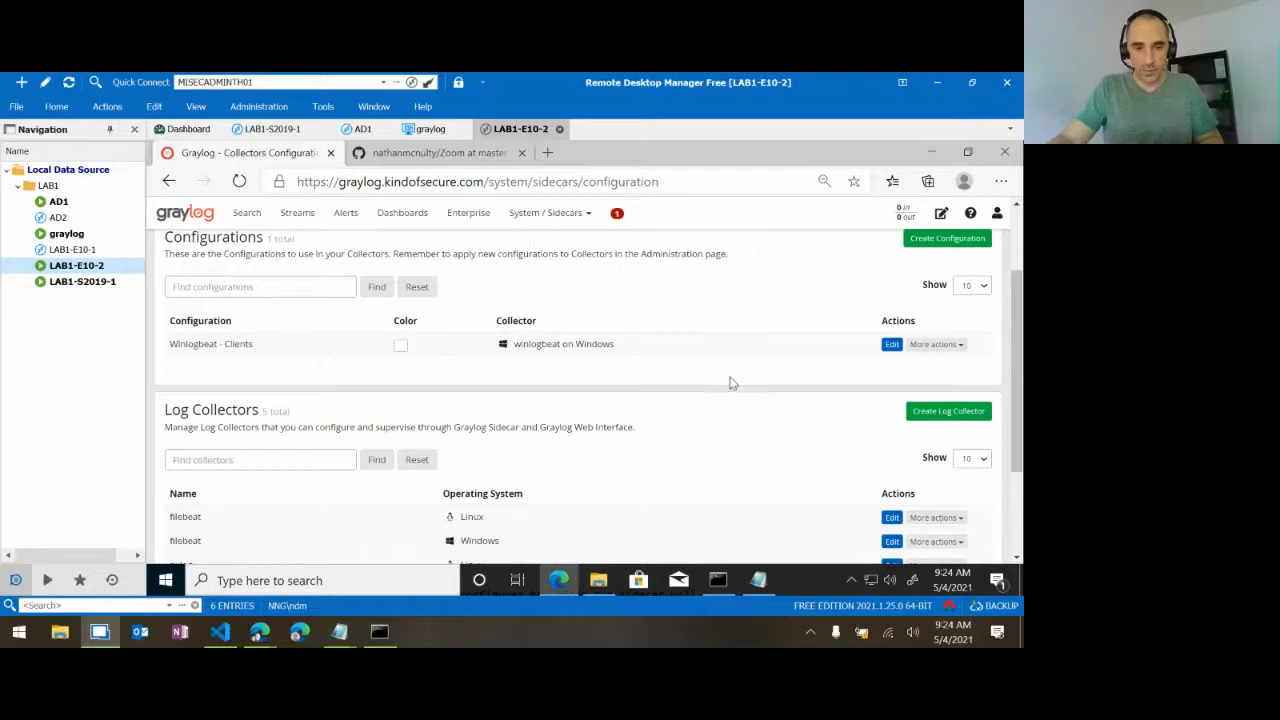 Quick Connect MISECADMINTH01 Remote Desktop Manager Free [LAB1-E10-2]
File Home Actions Edit View Administration Tools Window Help
Navigation Dashboard LAB1-S2019-1 AD1 graylog LAB1-E10-2
Name
Local Data Source
LAB1
AD1
AD2
graylog
LAB1-E10-1
LAB1-E10-2
LAB1-S2019-1
Graylog - Collectors Configurati nathanmcnulty/Zoom at master
https://graylog.kindofsecure.com/system/sidecars/configuration
graylog Search Streams Alerts Dashboards Enterprise System / Sidecars 1 0 in
0 out
Configurations 1 total Create Configuration
These are the Configurations to use in your Collectors. Remember to apply new configurations to Collectors in the Administration page.
Find configurations Find Reset Show 10
Configuration Color Collector Actions
Winlogbeat - Clients winlogbeat on Windows Edit More actions
Log Collectors 5 total Create Log Collector
Manage Log Collectors that you can configure and supervise through Graylog Sidecar and Graylog Web Interface.
Find collectors Find Reset Show 10
Name Operating System Actions
filebeat Linux Edit More actions
filebeat Windows Edit More actions
Type here to search 9:24 AM
5/4/2021 1
<Search> 6 ENTRIES NNG\ndm FREE EDITION 2021.1.25.0 64-BIT BACKUP
9:24 AM
5/4/2021